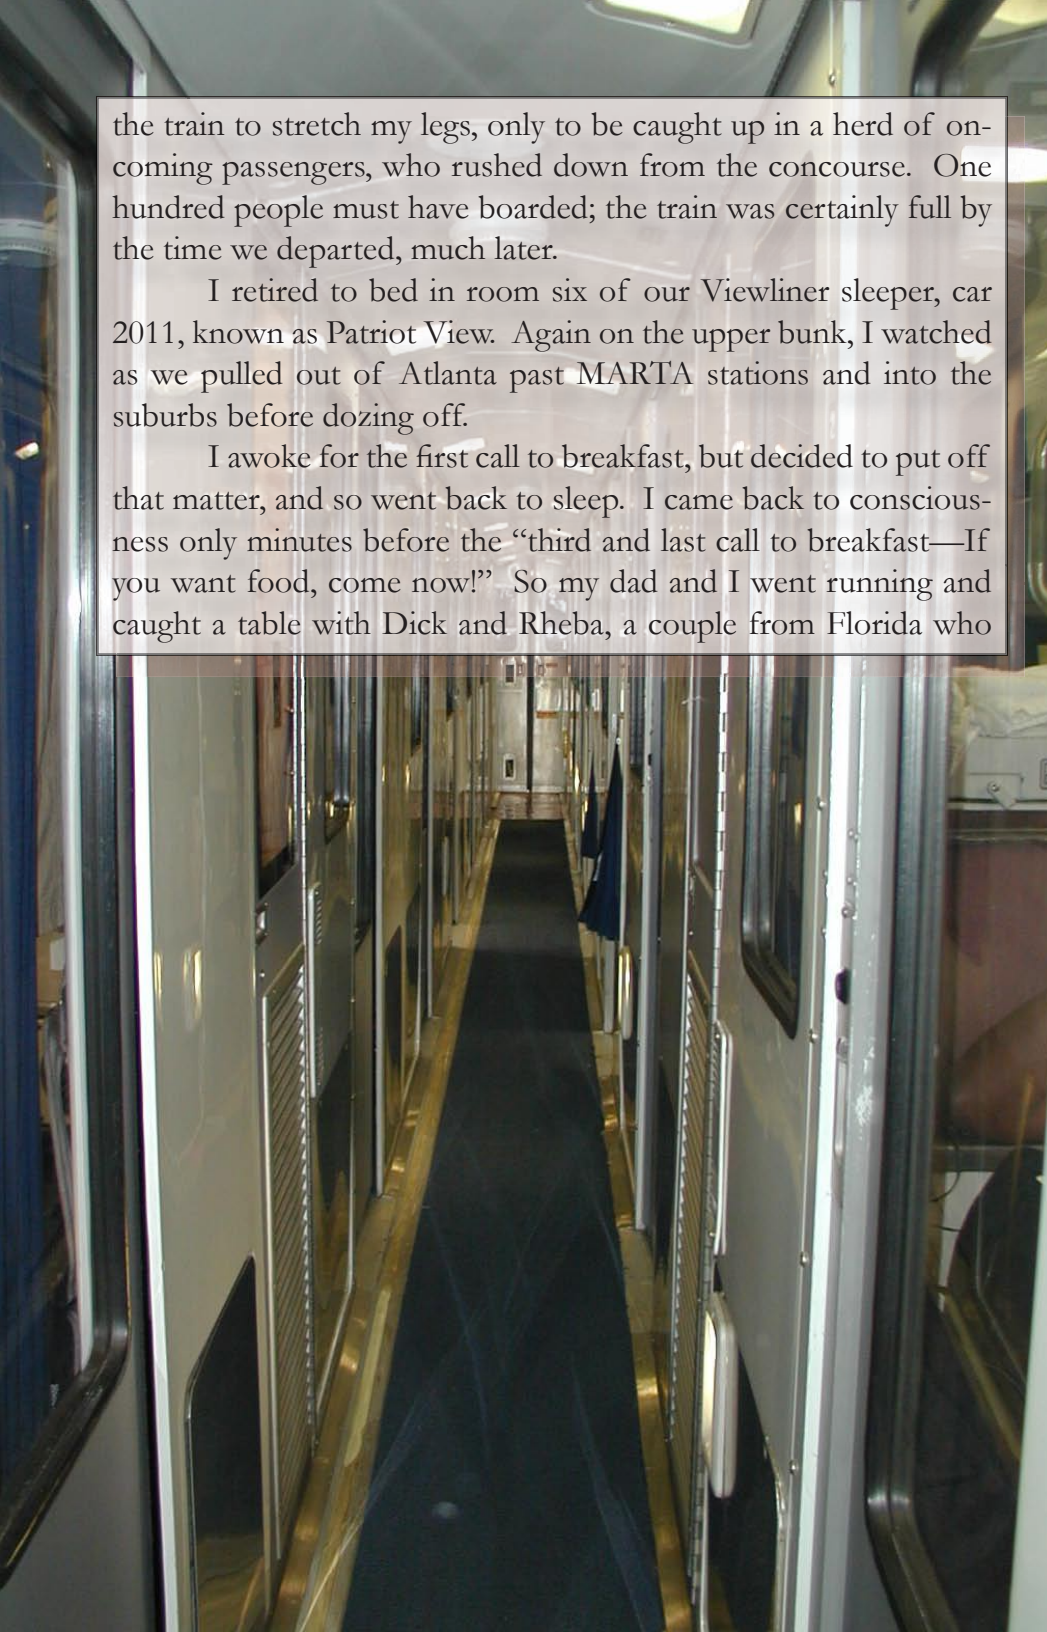 the train to stretch my legs, only to be caught up in a herd of on-
coming passengers, who rushed down from the concourse.  One
hundred people must have boarded; the train was certainly full by
the time we departed, much later.
I retired to bed in room six of our Viewliner sleeper, car
2011, known as Patriot View.  Again on the upper bunk, I watched
as we pulled out of Atlanta past MARTA stations and into the
suburbs before dozing off.
I awoke for the first call to breakfast, but decided to put off
that matter, and so went back to sleep.  I came back to conscious-
ness only minutes before the “third and last call to breakfast—If
you want food, come now!”  So my dad and I went running and
caught a table with Dick and Rheba, a couple from Florida who